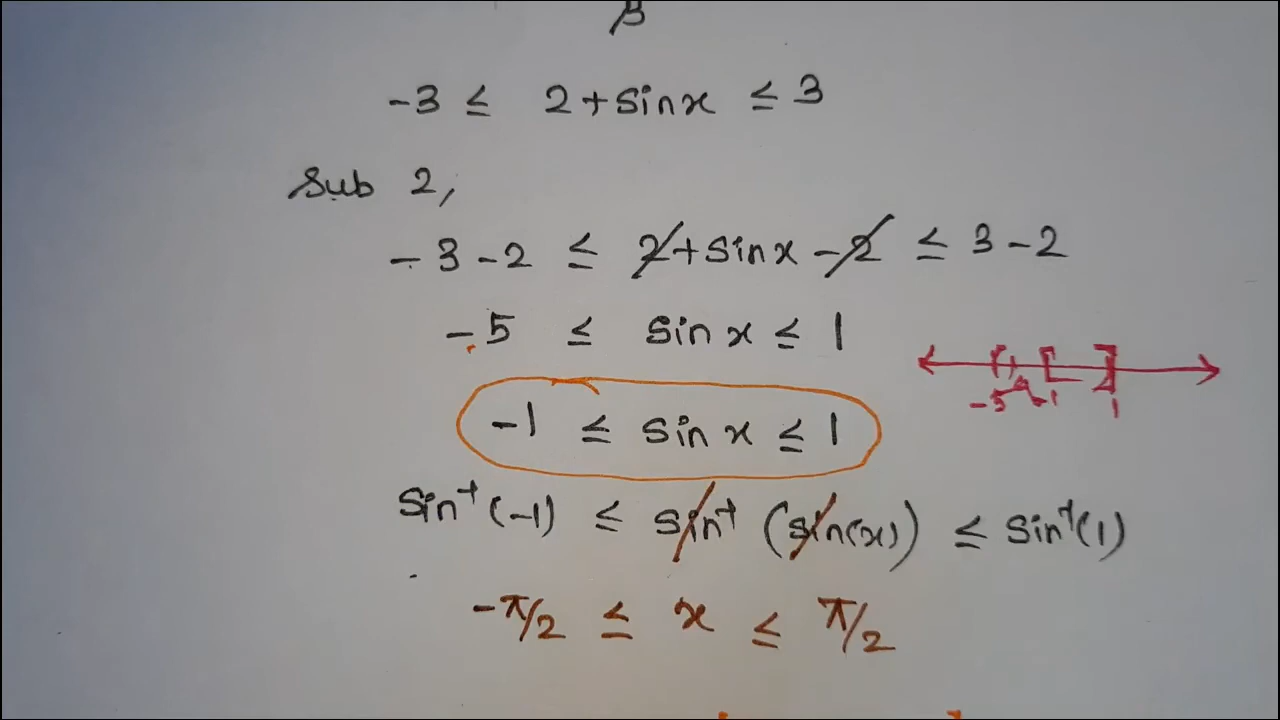 3
-3 ≤ 2+sinx ≤ 3
Sub 2,
-3-2 ≤ 2+sinx-2 ≤ 3-2
-5 ≤ sinx ≤ 1
-5 -1 1
-1 ≤ sinx ≤ 1
sin⁻¹(-1) ≤ sin⁻¹(sin(x)) ≤ sin⁻¹(1)
-π/2 ≤ x ≤ π/2